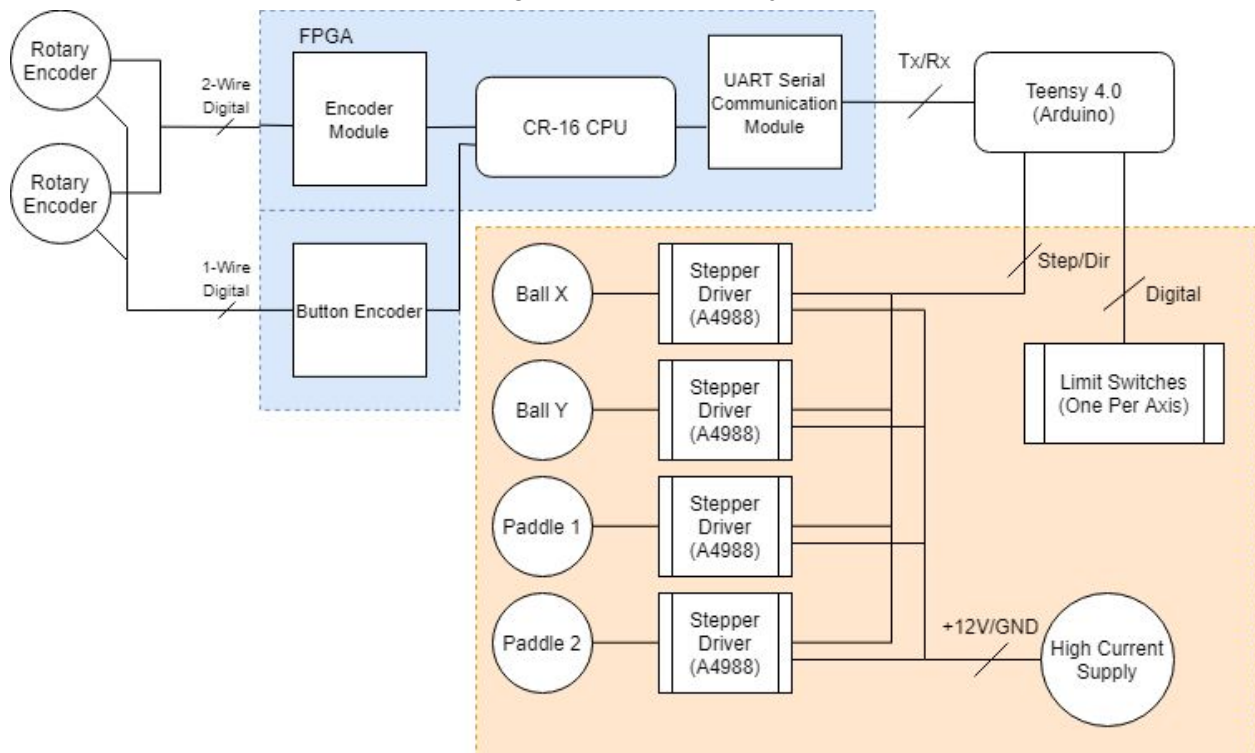 FPGA
Rotary
Encoder
2-Wire
Digital
Encoder
Module
CR-16 CPU
UART Serial
Communication
Module
Tx/Rx
Teensy 4.0
(Arduino)
Rotary
Encoder
1-Wire
Digital
Button Encoder
Ball X
Stepper
Driver
(A4988)
Step/Dir
Digital
Limit Switches
(One Per Axis)
Ball Y
Stepper
Driver
(A4988)
Paddle 1
Stepper
Driver
(A4988)
Paddle 2
Stepper
Driver
(A4988)
+12V/GND
High Current
Supply